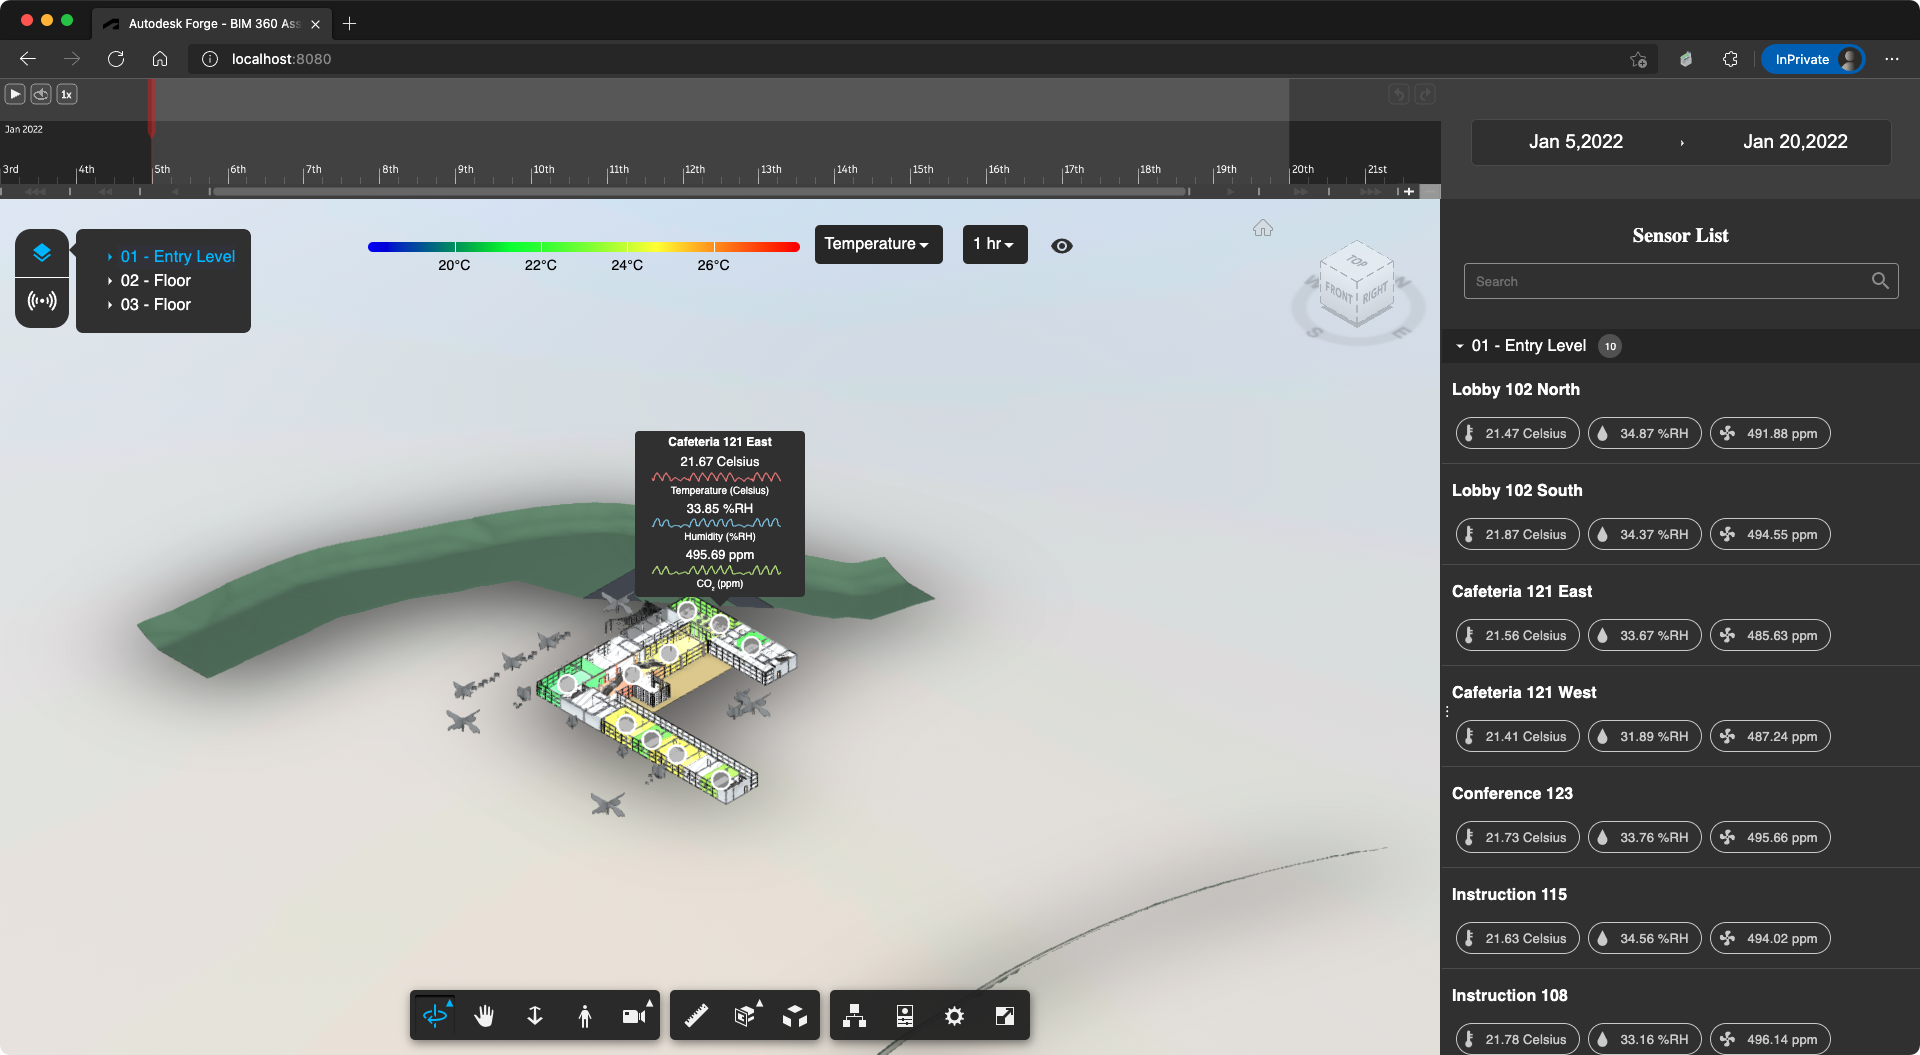 Autodesk Forge - BIM 360 Ass
localhost:8080
InPrivate
1x
Jan 2022
3rd 4th 5th 6th 7th 8th 9th 10th 11th 12th 13th 14th 15th 16th 17th 18th 19th 20th 21st
Jan 5,2022 Jan 20,2022
01 - Entry Level
02 - Floor
03 - Floor
20°C 22°C 24°C 26°C
Temperature
1 hr
TOP
FRONT RIGHT
W N
S E
Cafeteria 121 East
21.67 Celsius
Temperature (Celsius)
33.85 %RH
Humidity (%RH)
495.69 ppm
CO₂ (ppm)
Sensor List
Search
01 - Entry Level 10
Lobby 102 North
21.47 Celsius 34.87 %RH 491.88 ppm
Lobby 102 South
21.87 Celsius 34.37 %RH 494.55 ppm
Cafeteria 121 East
21.56 Celsius 33.67 %RH 485.63 ppm
Cafeteria 121 West
21.41 Celsius 31.89 %RH 487.24 ppm
Conference 123
21.73 Celsius 33.76 %RH 495.66 ppm
Instruction 115
21.63 Celsius 34.56 %RH 494.02 ppm
Instruction 108
21.78 Celsius 33.16 %RH 496.14 ppm